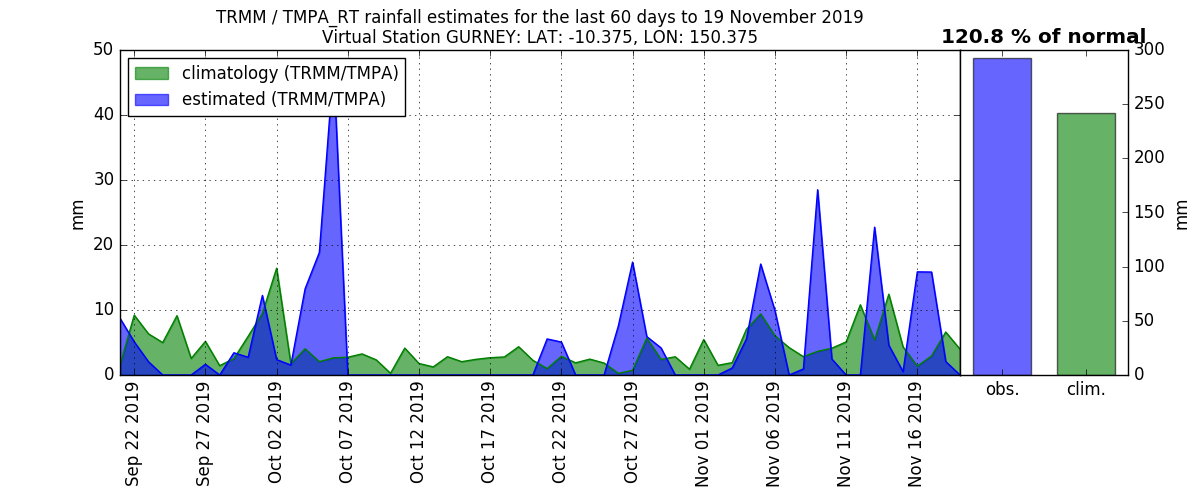 TRMM / TMPA_RT rainfall estimates for the last 60 days to 19 November 2019
Virtual Station GURNEY: LAT: -10.375, LON: 150.375
120.8 % of normal
climatology (TRMM/TMPA)
estimated (TRMM/TMPA)
50
40
30
20
10
0
mm
Sep 22 2019
Sep 27 2019
Oct 02 2019
Oct 07 2019
Oct 12 2019
Oct 17 2019
Oct 22 2019
Oct 27 2019
Nov 01 2019
Nov 06 2019
Nov 11 2019
Nov 16 2019
obs.
clim.
300
250
200
150
100
50
0
mm